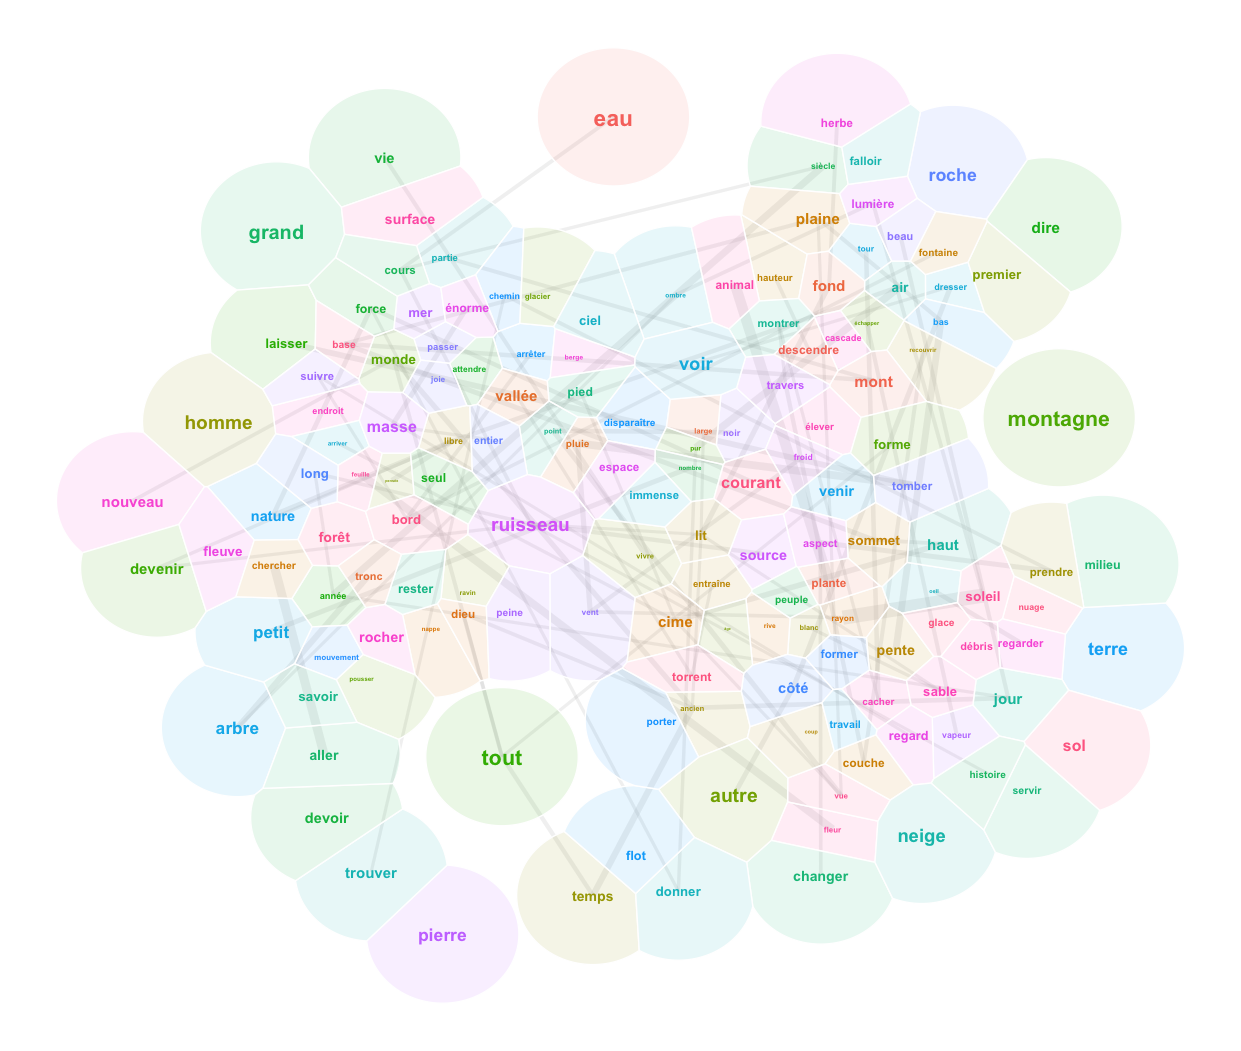 eau
herbe
vie
siècle
falloir
roche
surface
lumière
plaine
grand
dire
beau
partie
tour
fontaine
cours
premier
hauteur
animal
fond
air
dresser
chemin
glacier
ombre
force
mer
énorme
ciel
montrer
échapper
bas
laisser
base
passer
cascade
monde
arrêter
berge
descendre
recouvrir
voir
attendre
suivre
joie
travers
mont
pied
vallée
endroit
homme
disparaître
montagne
masse
point
large
noir
élever
arriver
libre
entier
pluie
pur
forme
froid
long
feuille
seul
espace
nombre
courant
venir
tomber
immense
nouveau
nature
bord
ruisseau
forêt
lit
fleuve
source
aspect
sommet
haut
vivre
devenir
chercher
tronc
milieu
prendre
rester
ravin
entraîne
plante
année
peuple
soleil
nuage
dieu
peine
vent
petit
rocher
nappe
cime
rive
blanc
rayon
glace
mouvement
former
pente
débris
regarder
terre
pousser
torrent
savoir
côté
sable
jour
cacher
ancien
arbre
porter
travail
coup
regard
vapeur
aller
tout
couche
sol
histoire
servir
autre
vue
devoir
fleur
neige
flot
trouver
changer
temps
donner
pierre